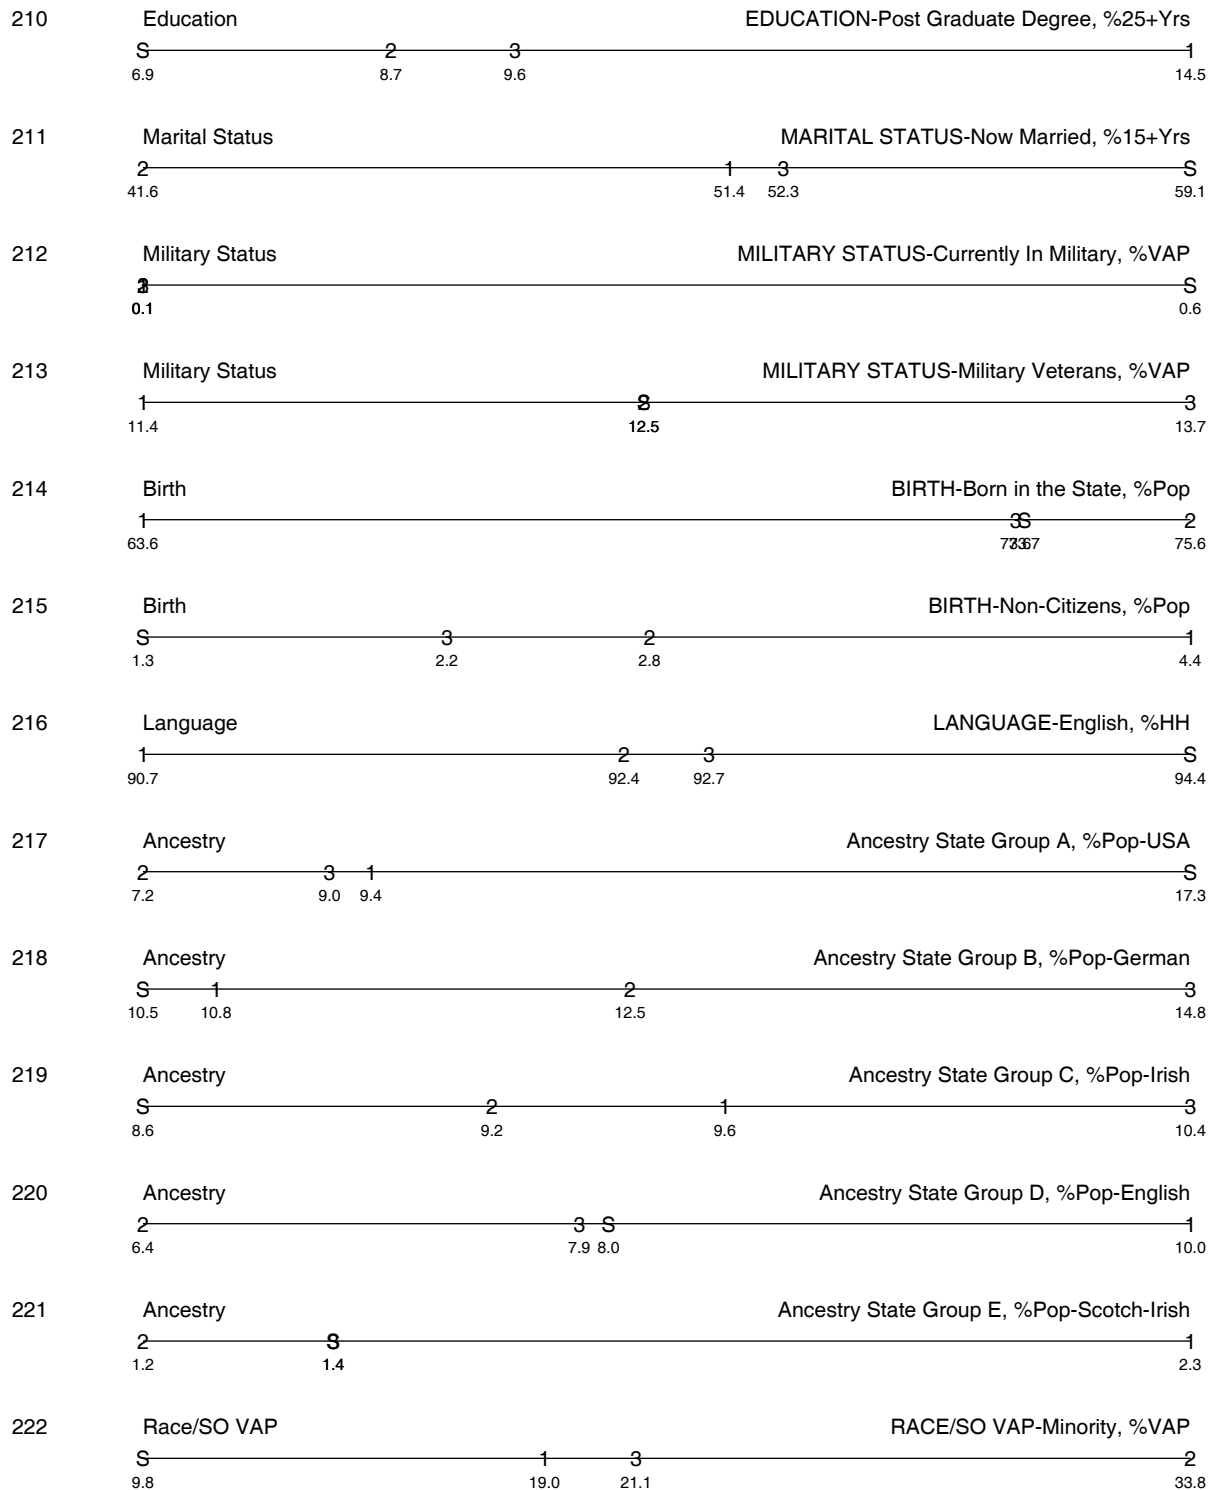 210 Education EDUCATION-Post Graduate Degree, %25+Yrs
S 2 3 1
6.9 8.7 9.6 14.5
211 Marital Status MARITAL STATUS-Now Married, %15+Yrs
2 1 3 S
41.6 51.4 52.3 59.1
212 Military Status MILITARY STATUS-Currently In Military, %VAP
S
0.1 0.6
213 Military Status MILITARY STATUS-Military Veterans, %VAP
1 2 S 3
11.4 12.5 13.7
214 Birth BIRTH-Born in the State, %Pop
1 3 S 2
63.6 75.6
215 Birth BIRTH-Non-Citizens, %Pop
S 3 2 1
1.3 2.2 2.8 4.4
216 Language LANGUAGE-English, %HH
1 2 3 S
90.7 92.4 92.7 94.4
217 Ancestry Ancestry State Group A, %Pop-USA
2 3 1 S
7.2 9.0 9.4 17.3
218 Ancestry Ancestry State Group B, %Pop-German
S 1 2 3
10.5 10.8 12.5 14.8
219 Ancestry Ancestry State Group C, %Pop-Irish
S 2 1 3
8.6 9.2 9.6 10.4
220 Ancestry Ancestry State Group D, %Pop-English
2 3 S 1
6.4 7.9 8.0 10.0
221 Ancestry Ancestry State Group E, %Pop-Scotch-Irish
2 3 S 1
1.2 1.4 2.3
222 Race/SO VAP RACE/SO VAP-Minority, %VAP
S 1 3 2
9.8 19.0 21.1 33.8